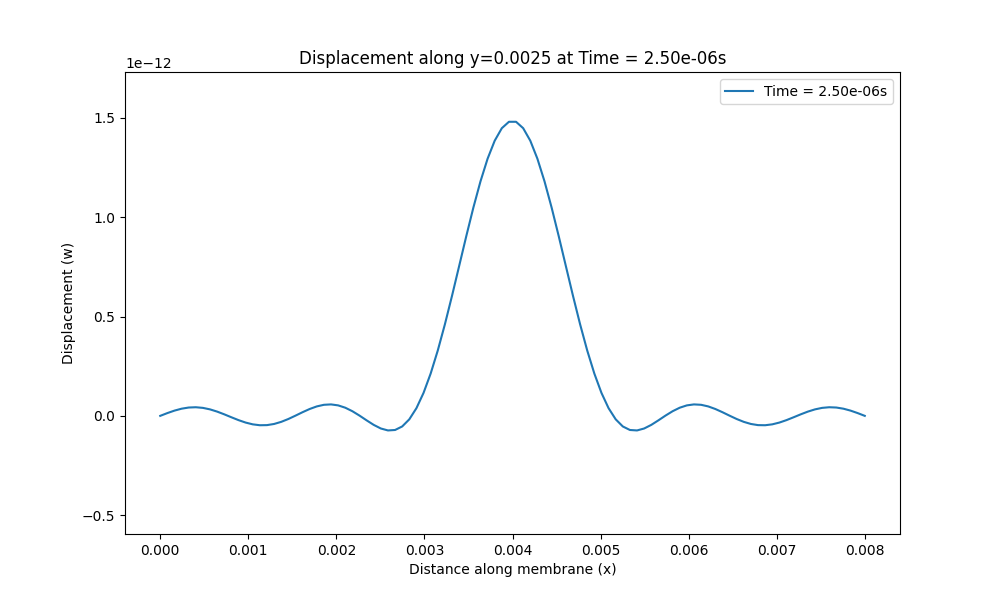 Displacement along y=0.0025 at Time = 2.50e-06s
1e−12
Time = 2.50e-06s
1.5
1.0
0.5
0.0
−0.5
Displacement (w)
0.000 0.001 0.002 0.003 0.004 0.005 0.006 0.007 0.008
Distance along membrane (x)